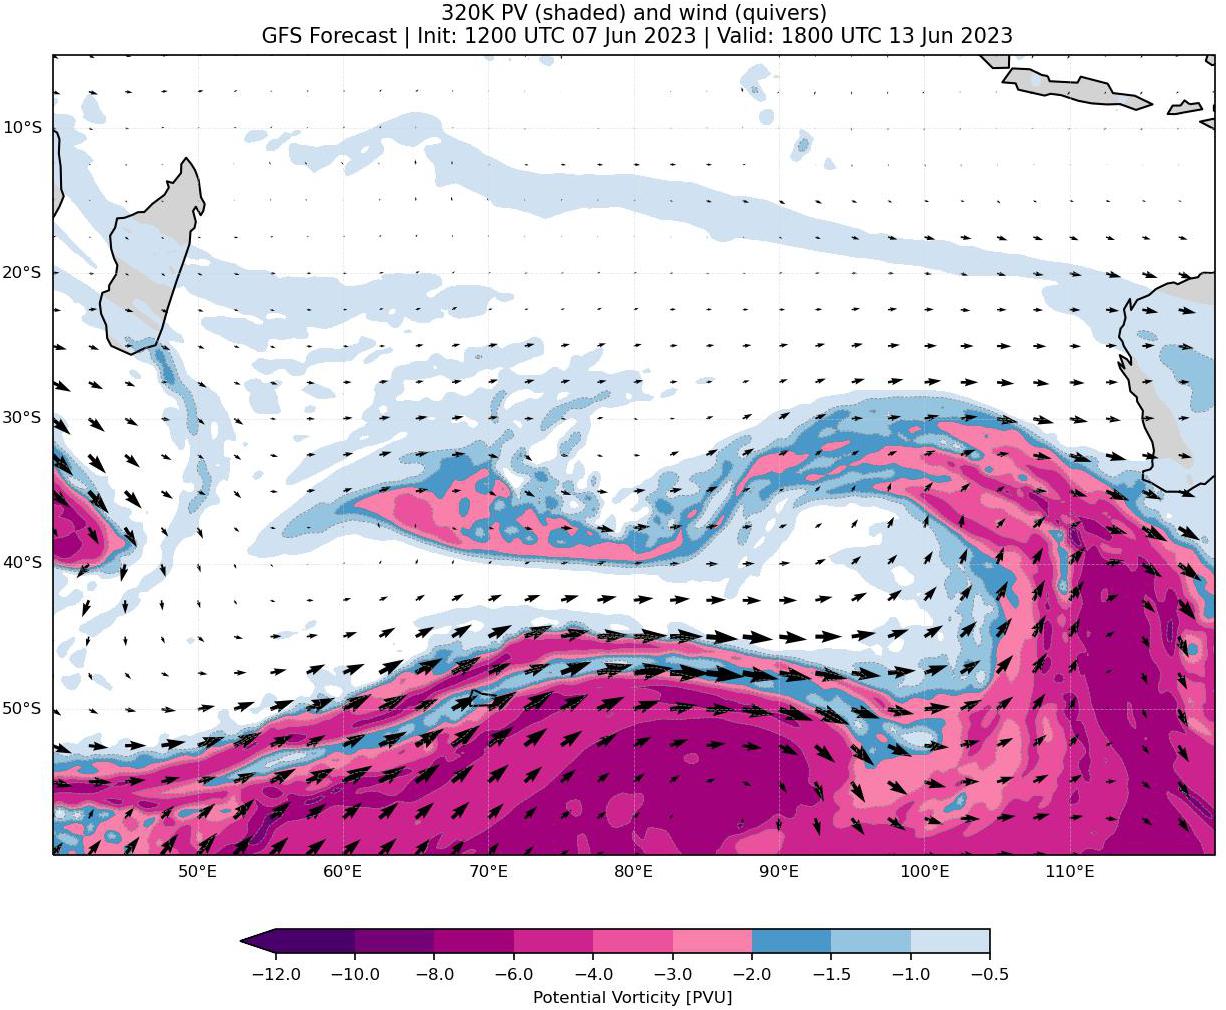 320K PV (shaded) and wind (quivers)
GFS Forecast | Init: 1200 UTC 07 Jun 2023 | Valid: 1800 UTC 13 Jun 2023
10°S
20°S
30°S
40°S
50°S
50°E 60°E 70°E 80°E 90°E 100°E 110°E
−12.0 −10.0 −8.0 −6.0 −4.0 −3.0 −2.0 −1.5 −1.0 −0.5
Potential Vorticity [PVU]